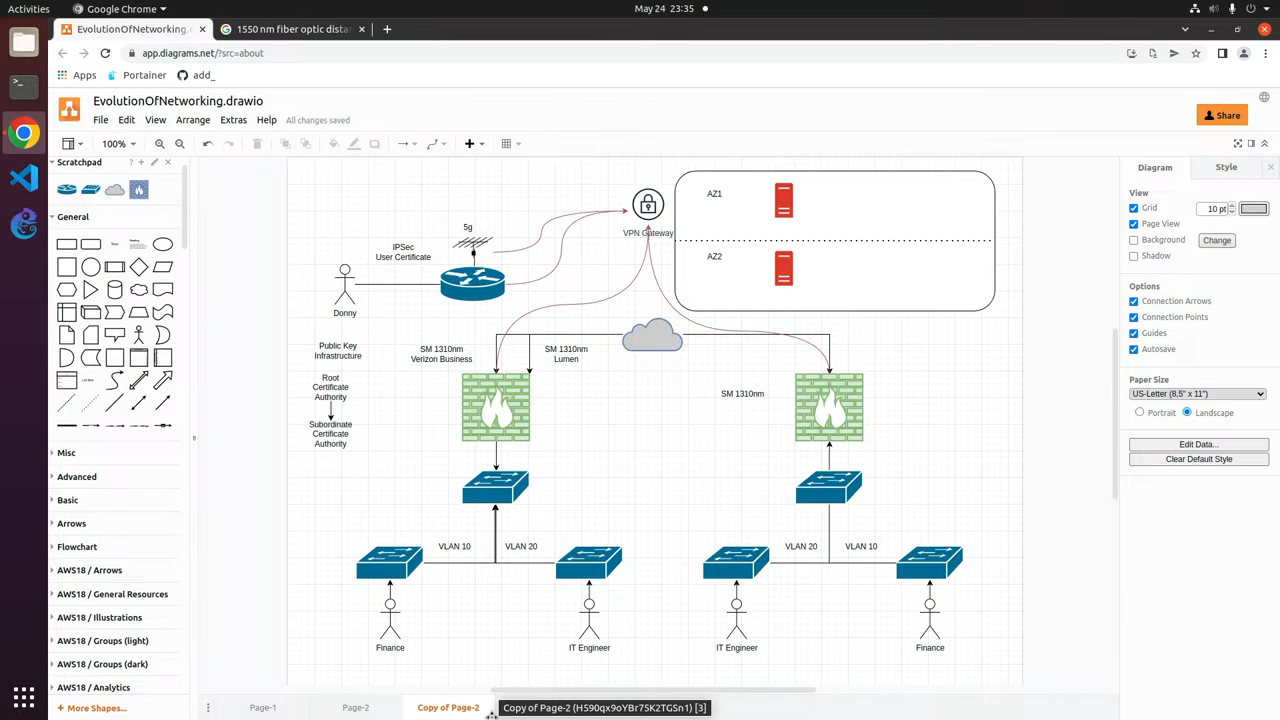 Activities
Google Chrome
May 24 23:35
EvolutionOfNetworking.c
1550 nm fiber optic dista
app.diagrams.net/?src=about
Apps
Portainer
add_
EvolutionOfNetworking.drawio
File Edit View Arrange Extras Help All changes saved
Share
100%
Scratchpad
General
Text
Heading
List Item
Misc
Advanced
Basic
Arrows
Flowchart
AWS18 / Arrows
AWS18 / General Resources
AWS18 / Illustrations
AWS18 / Groups (light)
AWS18 / Groups (dark)
AWS18 / Analytics
+ More Shapes...
5g
IPSec
User Certificate
Donny
VPN Gateway
AZ1
AZ2
Public Key
Infrastructure
Root
Certificate
Authority
Subordinate
Certificate
Authority
SM 1310nm
Verizon Business
SM 1310nm
Lumen
SM 1310nm
VLAN 10
VLAN 20
VLAN 20
VLAN 10
Finance
IT Engineer
IT Engineer
Finance
Page-1
Page-2
Copy of Page-2
Copy of Page-2 (H590qx9oYBr75K2TGSn1) [3]
Diagram
Style
View
Grid
10 pt
Page View
Background
Change
Shadow
Options
Connection Arrows
Connection Points
Guides
Autosave
Paper Size
US-Letter (8,5" x 11")
Portrait
Landscape
Edit Data...
Clear Default Style